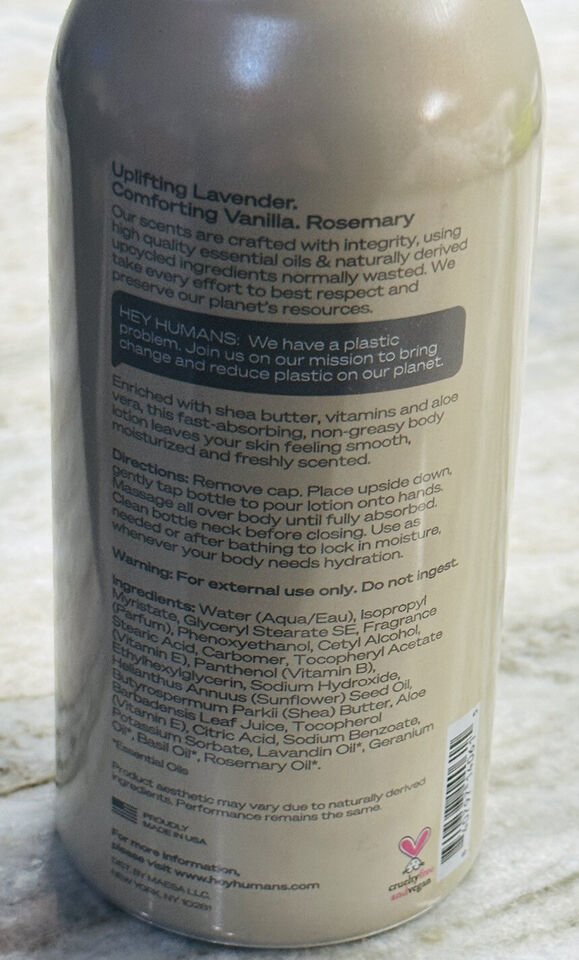 Uplifting Lavender.
Comforting Vanilla. Rosemary
Our scents are crafted with integrity, using
high quality essential oils & naturally derived
upcycled ingredients normally wasted. We
take every effort to best respect and
preserve our planet's resources.
HEY HUMANS: We have a plastic
problem. Join us on our mission to bring
change and reduce plastic on our planet.
Enriched with shea butter, vitamins and aloe
vera, this fast-absorbing, non-greasy body
lotion leaves your skin feeling smooth,
moisturized and freshly scented.
Directions: Remove cap. Place upside down,
gently tap bottle to pour lotion onto hands.
Massage all over body until fully absorbed.
Clean bottle neck before closing. Use as
needed or after bathing to lock in moisture,
whenever your body needs hydration.
Warning: For external use only. Do not ingest.
Ingredients: Water (Aqua/Eau), Isopropyl
Myristate, Glyceryl Stearate SE, Fragrance
(Parfum), Phenoxyethanol, Cetyl Alcohol,
Stearic Acid, Carbomer, Tocopheryl Acetate
(Vitamin E), Panthenol (Vitamin B),
Ethylhexylglycerin, Sodium Hydroxide,
Helianthus Annuus (Sunflower) Seed Oil,
Butyrospermum Parkii (Shea) Butter, Aloe
Barbadensis Leaf Juice, Tocopherol
(Vitamin E), Citric Acid, Sodium Benzoate,
Potassium Sorbate, Lavandin Oil*, Geranium
Oil*, Basil Oil*, Rosemary Oil*.
*Essential Oils
Product aesthetic may vary due to naturally derived
ingredients. Performance remains the same.
PROUDLY
MADE IN USA
For more information,
please visit www.heyhumans.com
DIST. BY MAESA LLC.
NEW YORK, NY 10281
crueltyfree
andvegan